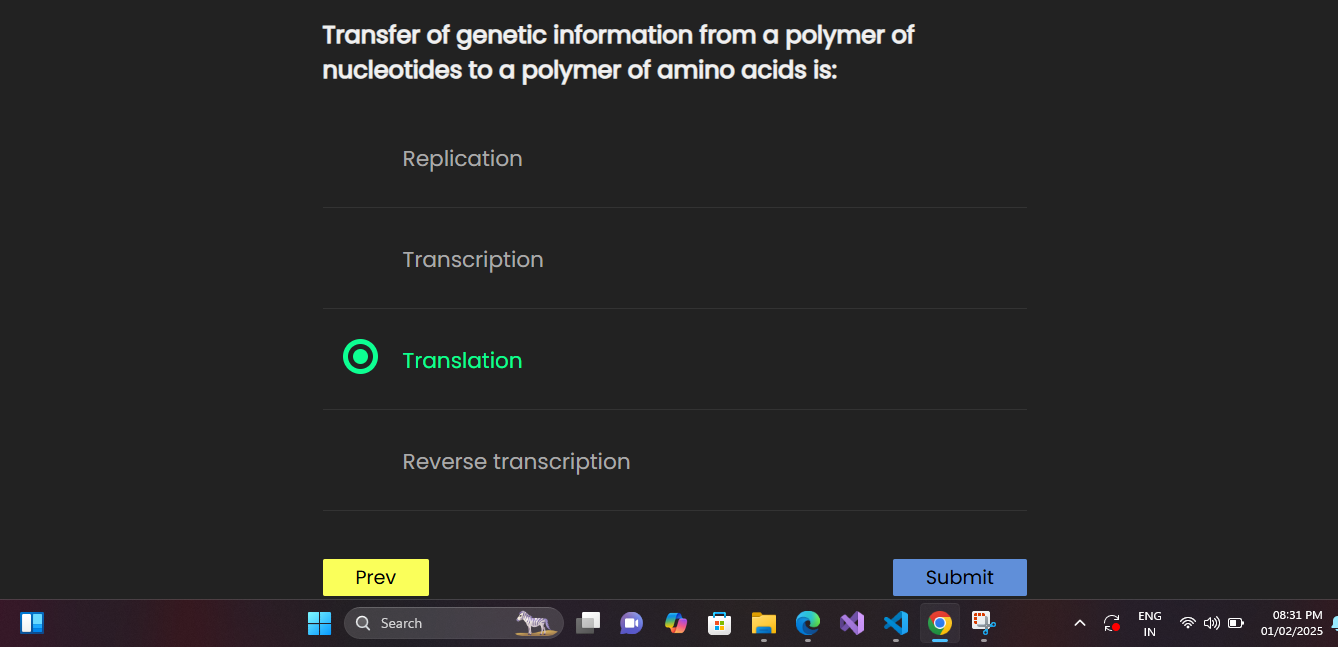 Transfer of genetic information from a polymer of
nucleotides to a polymer of amino acids is:
Replication
Transcription
Translation
Reverse transcription
Prev
Submit
Search
ENG
IN
08:31 PM
01/02/2025